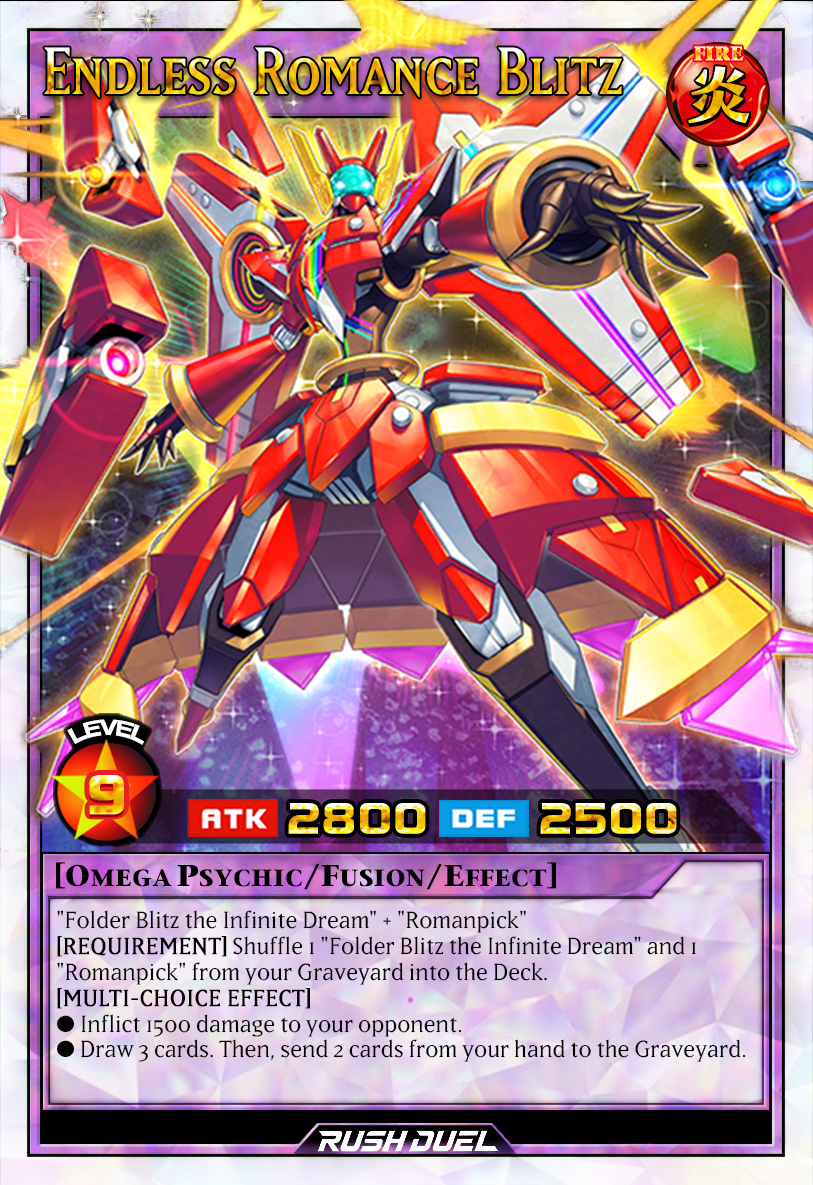 Endless Romance Blitz
FIRE
炎
LEVEL
9
ATK 2800 DEF 2500
[Omega Psychic/Fusion/Effect]
"Folder Blitz the Infinite Dream" + "Romanpick"
[REQUIREMENT] Shuffle 1 "Folder Blitz the Infinite Dream" and 1
"Romanpick" from your Graveyard into the Deck.
[MULTI-CHOICE EFFECT]
● Inflict 1500 damage to your opponent.
● Draw 3 cards. Then, send 2 cards from your hand to the Graveyard.
RUSH DUEL